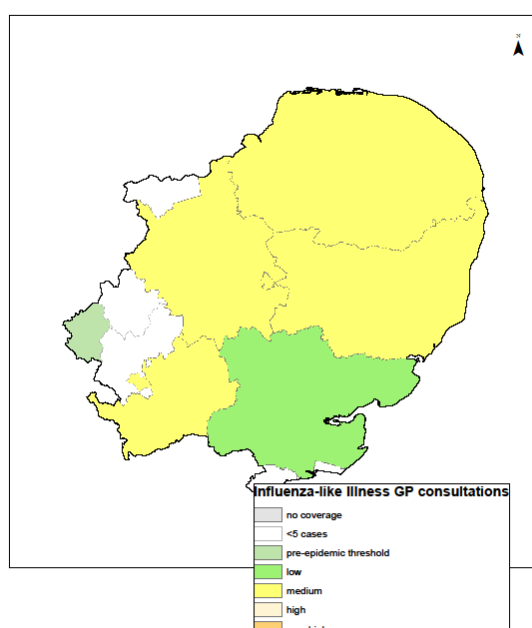 N
Influenza-like Illness GP consultations
no coverage
<5 cases
pre-epidemic threshold
low
medium
high